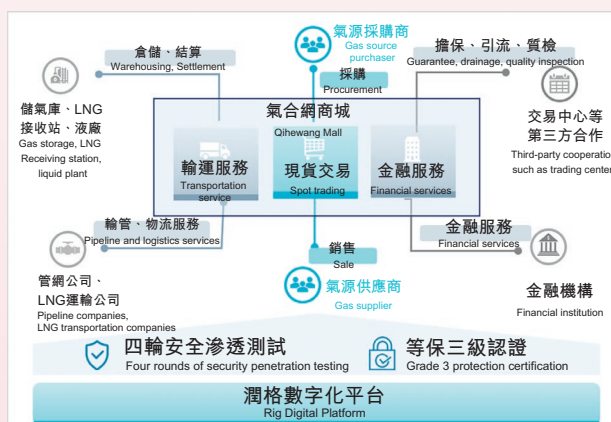 氣源採購商
Gas source
purchaser
倉儲、結算
Warehousing, Settlement
擔保、引流、質檢
Guarantee, drainage, quality inspection
採購
Procurement
儲氣庫、LNG
接收站、液廠
Gas storage, LNG
Receiving station,
liquid plant
氣合網商城
Qihewang Mall
交易中心等
第三方合作
Third-party cooperatio
such as trading center
輸運服務
Transportation
service
現貨交易
Spot trading
金融服務
Financial services
輪管、物流服務
Pipeline and logistics services
銷售
Sale
金融服務
Financial services
管網公司、
LNG運輸公司
Pipeline companies,
LNG transportation companies
氣源供應商
Gas supplier
金融機構
Financial institution
四輪安全滲透測試
Four rounds of security penetration testing
等保三級認證
Grade 3 protection certification
潤格數字化平台
Rig Digital Platform